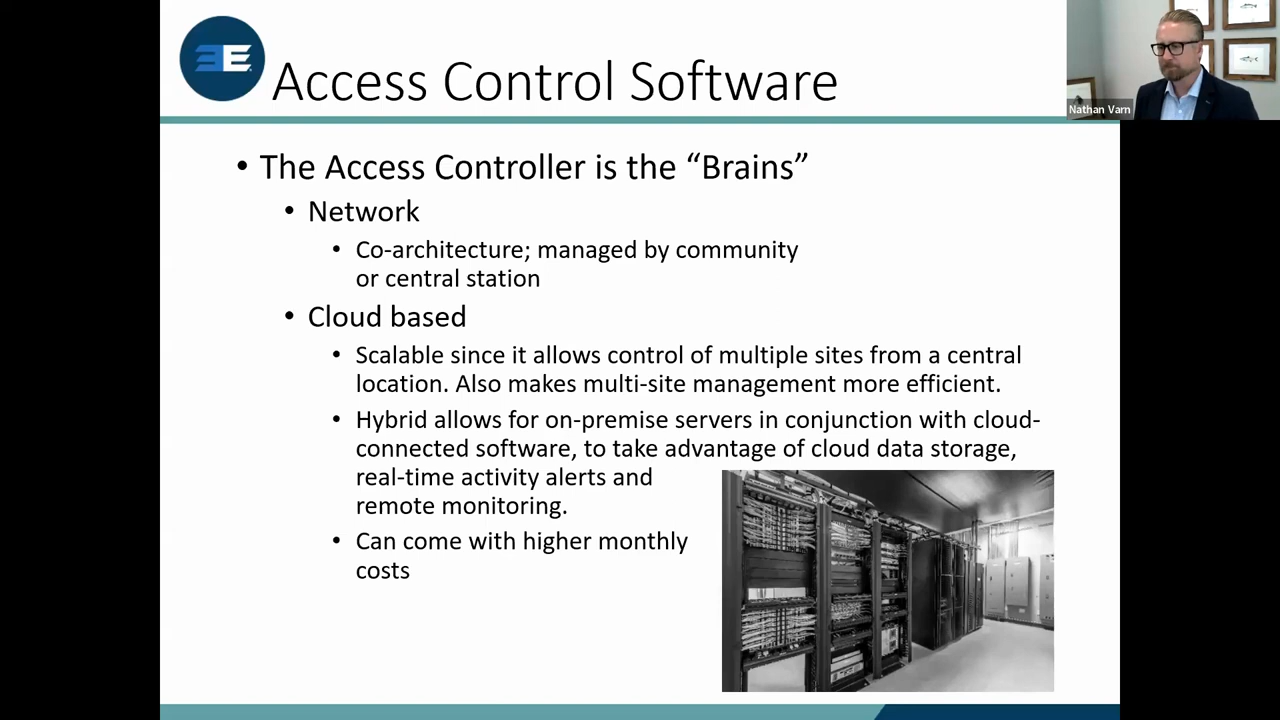 EE
Access Control Software
Nathan Varn
• The Access Controller is the “Brains”
• Network
• Co-architecture; managed by community
or central station
• Cloud based
• Scalable since it allows control of multiple sites from a central
location. Also makes multi-site management more efficient.
• Hybrid allows for on-premise servers in conjunction with cloud-
connected software, to take advantage of cloud data storage,
real-time activity alerts and
remote monitoring.
• Can come with higher monthly
costs